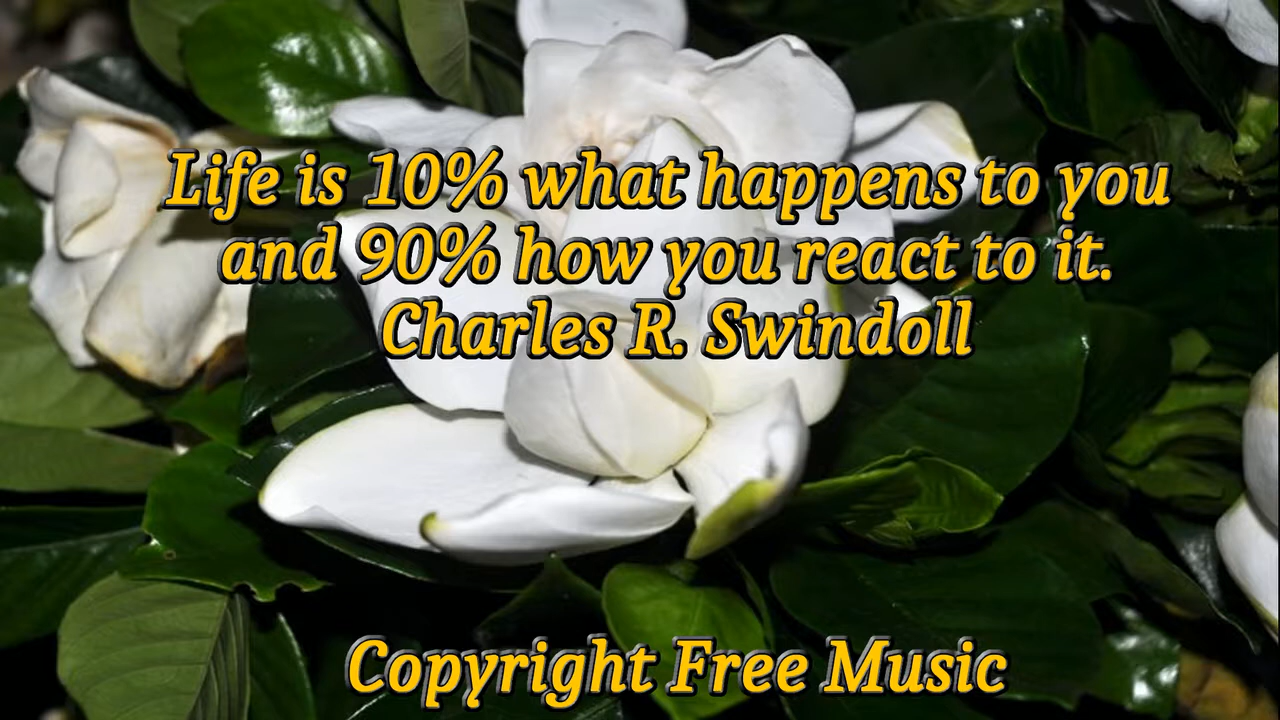 Life is 10% what happens to you
and 90% how you react to it.
Charles R. Swindoll
Copyright Free Music